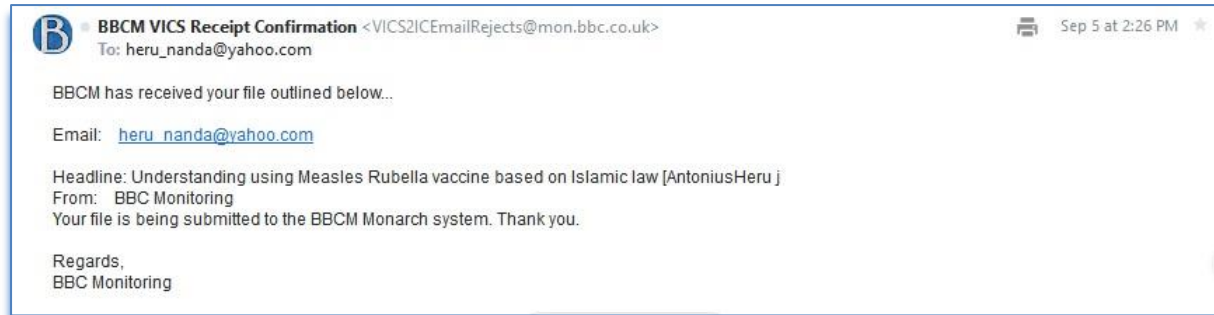 B
BBCM VICS Receipt Confirmation <VICS2ICEmailRejects@mon.bbc.co.uk> Sep 5 at 2:26 PM
To: heru_nanda@yahoo.com
BBCM has received your file outlined below...
Email: heru_nanda@yahoo.com
Headline: Understanding using Measles Rubella vaccine based on Islamic law [AntoniusHeru j
From: BBC Monitoring
Your file is being submitted to the BBCM Monarch system. Thank you.
Regards,
BBC Monitoring